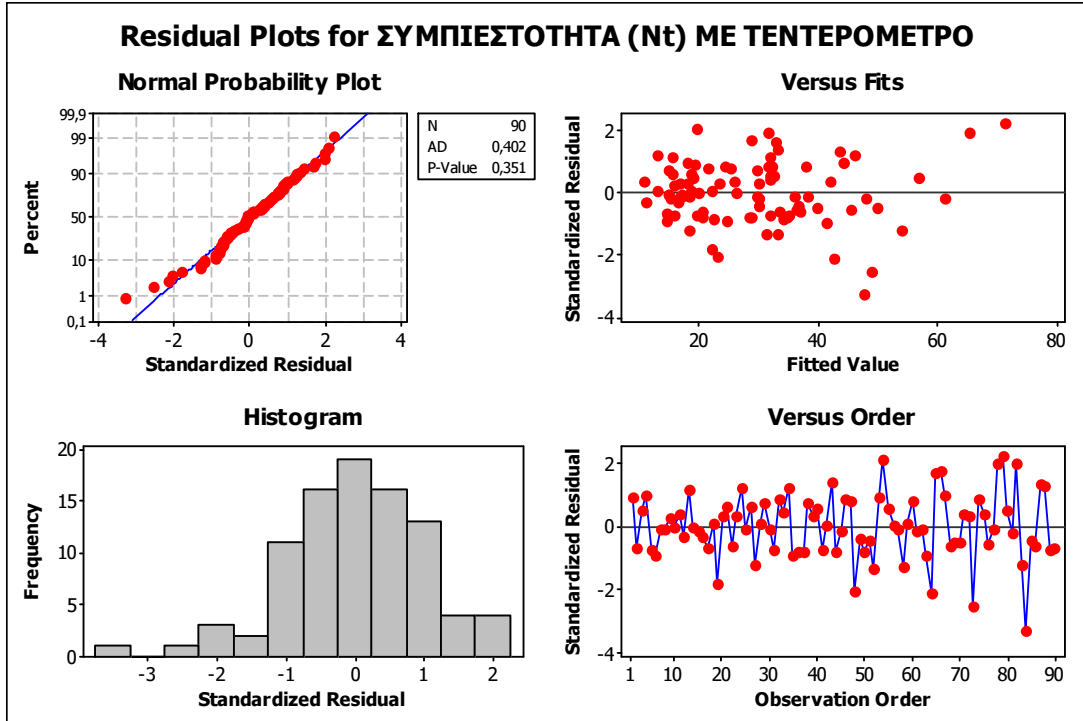 Residual Plots for ΣΥΜΠΙΕΣΤΟΤΗΤΑ (Nt) ΜΕ ΤΕΝΤΕΡΟΜΕΤΡΟ
Normal Probability Plot
99,9
99
90
50
10
1
0,1
Percent
-4 -2 0 2 4
Standardized Residual
N 90
AD 0,402
P-Value 0,351
Versus Fits
2
0
-2
-4
Standardized Residual
20 40 60 80
Fitted Value
Histogram
20
15
10
5
0
Frequency
-3 -2 -1 0 1 2
Standardized Residual
Versus Order
2
0
-2
-4
Standardized Residual
1 10 20 30 40 50 60 70 80 90
Observation Order